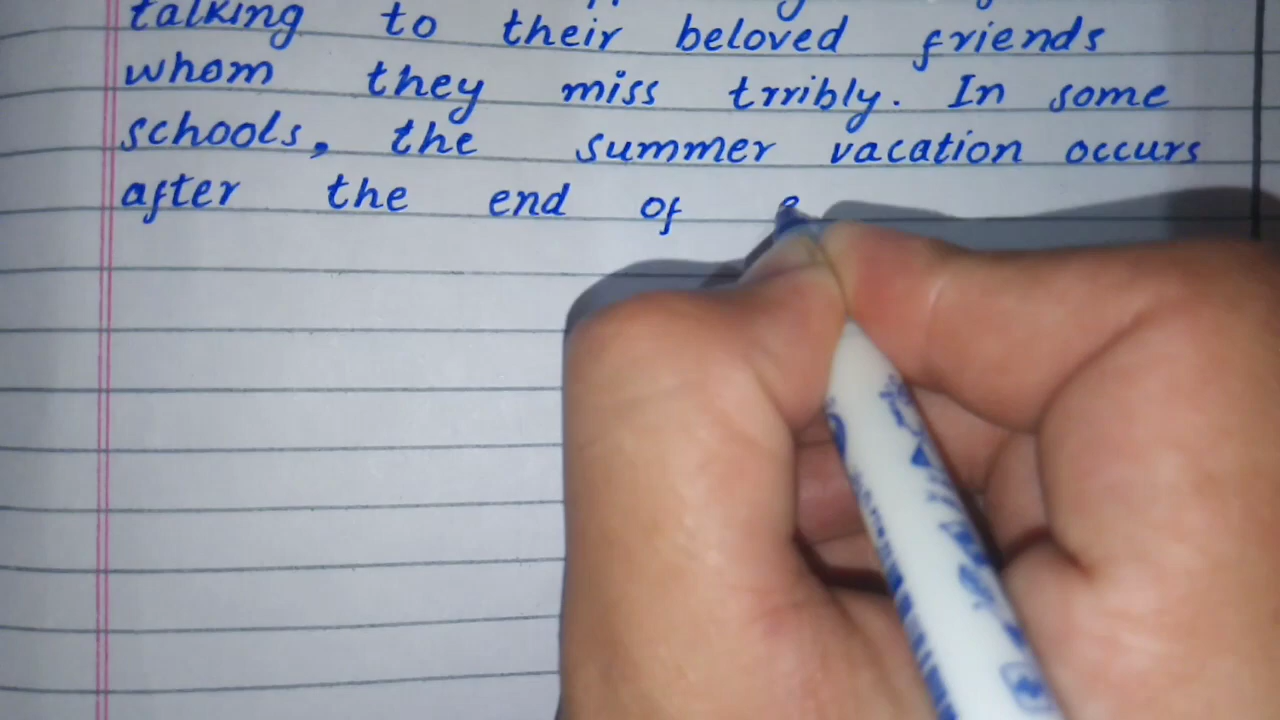 talking to their beloved friends
whom they miss trribly. In some
schools, the summer vacation occurs
after the end of